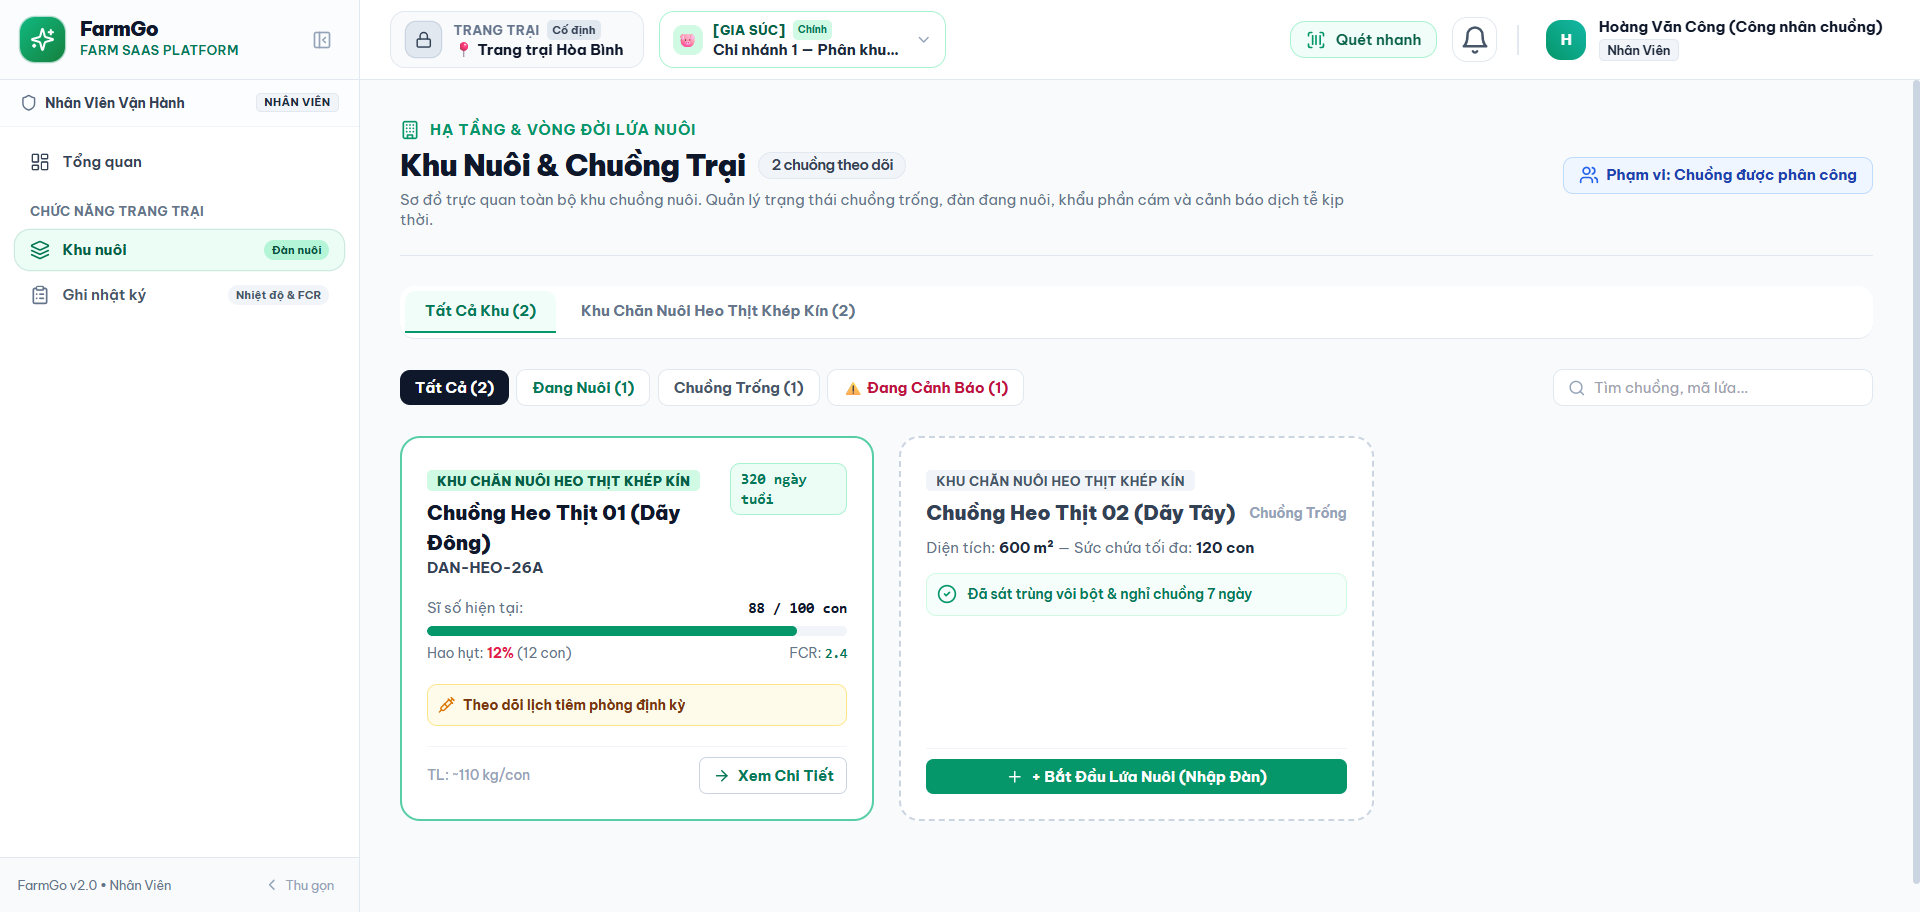 FarmGo
FARM SAAS PLATFORM
TRANG TRẠI Cố định
Trang trại Hòa Bình
[GIA SÚC] Chính
Chi nhánh 1 — Phân khu...
Quét nhanh
H
Hoàng Văn Công (Công nhân chuồng)
Nhân Viên
Nhân Viên Vận Hành
NHÂN VIÊN
Tổng quan
CHỨC NĂNG TRANG TRẠI
Khu nuôi
Đàn nuôi
Ghi nhật ký
Nhiệt độ & FCR
HẠ TẦNG & VÒNG ĐỜI LỨA NUÔI
Khu Nuôi & Chuồng Trại
2 chuồng theo dõi
Sơ đồ trực quan toàn bộ khu chuồng nuôi. Quản lý trạng thái chuồng trống, đàn đang nuôi, khẩu phần cám và cảnh báo dịch tễ kịp
thời.
Phạm vi: Chuồng được phân công
Tất Cả Khu (2)
Khu Chăn Nuôi Heo Thịt Khép Kín (2)
Tất Cả (2)
Đang Nuôi (1)
Chuồng Trống (1)
Đang Cảnh Báo (1)
Tìm chuồng, mã lứa...
KHU CHĂN NUÔI HEO THỊT KHÉP KÍN
320 ngày
tuổi
Chuồng Heo Thịt 01 (Dãy
Đông)
DAN-HEO-26A
Sĩ số hiện tại:
88 / 100 con
Hao hụt: 12% (12 con)
FCR: 2.4
Theo dõi lịch tiêm phòng định kỳ
TL: ~110 kg/con
Xem Chi Tiết
KHU CHĂN NUÔI HEO THỊT KHÉP KÍN
Chuồng Heo Thịt 02 (Dãy Tây)
Chuồng Trống
Diện tích: 600 m² — Sức chứa tối đa: 120 con
Đã sát trùng vôi bột & nghỉ chuồng 7 ngày
+ Bắt Đầu Lứa Nuôi (Nhập Đàn)
FarmGo v2.0 • Nhân Viên
Thu gọn